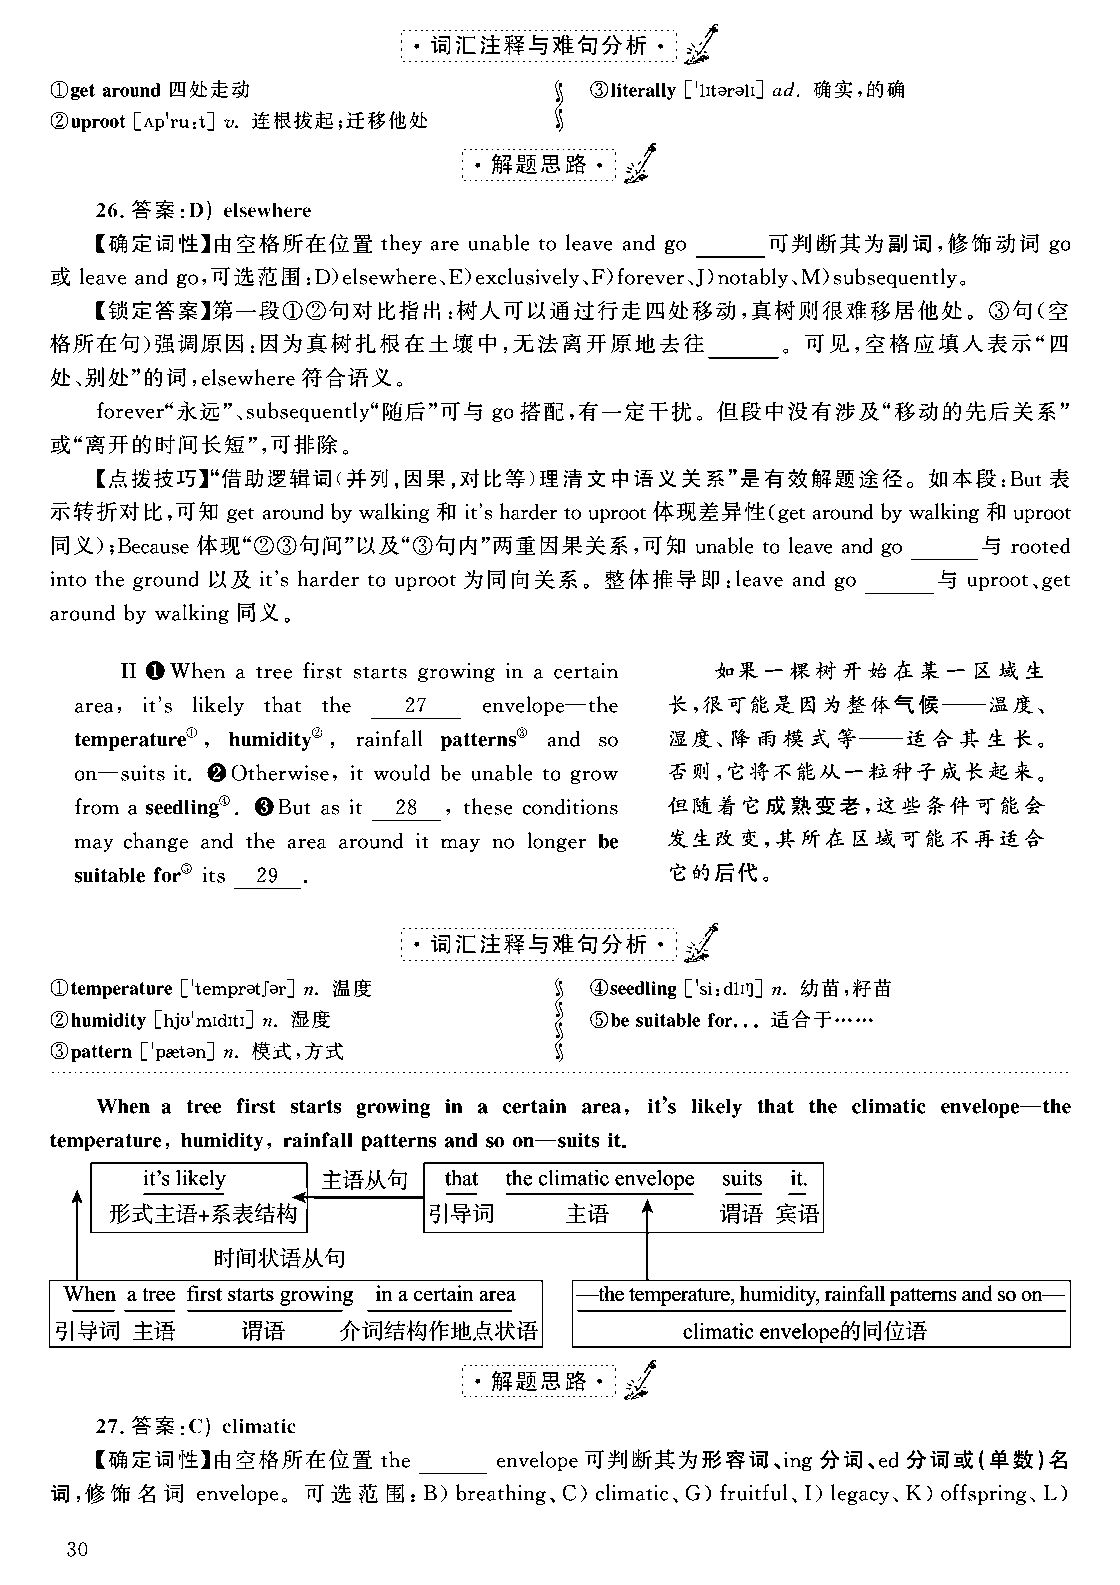 · 词汇注释与难句分析 ·
①get around 四处走动
②uproot [ʌpˈruːt] v. 连根拔起;迁移他处
③literally [ˈlɪtərəlɪ] ad. 确实,的确
· 解题思路 ·
26. 答案:D) elsewhere
【确定词性】由空格所在位置 they are unable to leave and go ______可判断其为副词,修饰动词 go
或 leave and go,可选范围:D)elsewhere、E)exclusively、F)forever、J)notably、M)subsequently。
【锁定答案】第一段①②句对比指出:树人可以通过行走四处移动,真树则很难移居他处。③句(空
格所在句)强调原因:因为真树扎根在土壤中,无法离开原地去往______。可见,空格应填入表示“四
处、别处”的词,elsewhere 符合语义。
forever“永远”、subsequently“随后”可与 go 搭配,有一定干扰。但段中没有涉及“移动的先后关系”
或“离开的时间长短”,可排除。
【点拨技巧】“借助逻辑词(并列,因果,对比等)理清文中语义关系”是有效解题途径。如本段:But 表
示转折对比,可知 get around by walking 和 it's harder to uproot 体现差异性(get around by walking 和 uproot
同义);Because 体现“②③句间”以及“③句内”两重因果关系,可知 unable to leave and go ______与 rooted
into the ground 以及 it's harder to uproot 为同向关系。整体推导即:leave and go ______与 uproot、get
around by walking 同义。
II ❶When a tree first starts growing in a certain
area, it's likely that the 27 envelope—the
temperature①, humidity②, rainfall patterns③ and so
on—suits it. ❷Otherwise, it would be unable to grow
from a seedling④. ❸But as it 28 , these conditions
may change and the area around it may no longer be
suitable for⑤ its 29 .
如果一棵树开始在某一区域生
长,很可能是因为整体气候——温度、
湿度、降雨模式等——适合其生长。
否则,它将不能从一粒种子成长起来。
但随着它成熟变老,这些条件可能会
发生改变,其所在区域可能不再适合
它的后代。
· 词汇注释与难句分析 ·
①temperature [ˈtemprətʃər] n. 温度
②humidity [hjʊˈmɪdɪtɪ] n. 湿度
③pattern [ˈpætən] n. 模式,方式
④seedling [ˈsiːdlɪŋ] n. 幼苗,籽苗
⑤be suitable for... 适合于……
When a tree first starts growing in a certain area, it's likely that the climatic envelope—the
temperature, humidity, rainfall patterns and so on—suits it.
it's likely 主语从句 that the climatic envelope suits it.
形式主语+系表结构 引导词 主语 谓语 宾语
时间状语从句
When a tree first starts growing in a certain area —the temperature, humidity, rainfall patterns and so on—
引导词 主语 谓语 介词结构作地点状语 climatic envelope的同位语
· 解题思路 ·
27. 答案:C) climatic
【确定词性】由空格所在位置 the ______ envelope 可判断其为形容词、ing 分词、ed 分词或(单数)名
词,修饰名词 envelope。可选范围:B)breathing、C)climatic、G)fruitful、I)legacy、K)offspring、L)
30